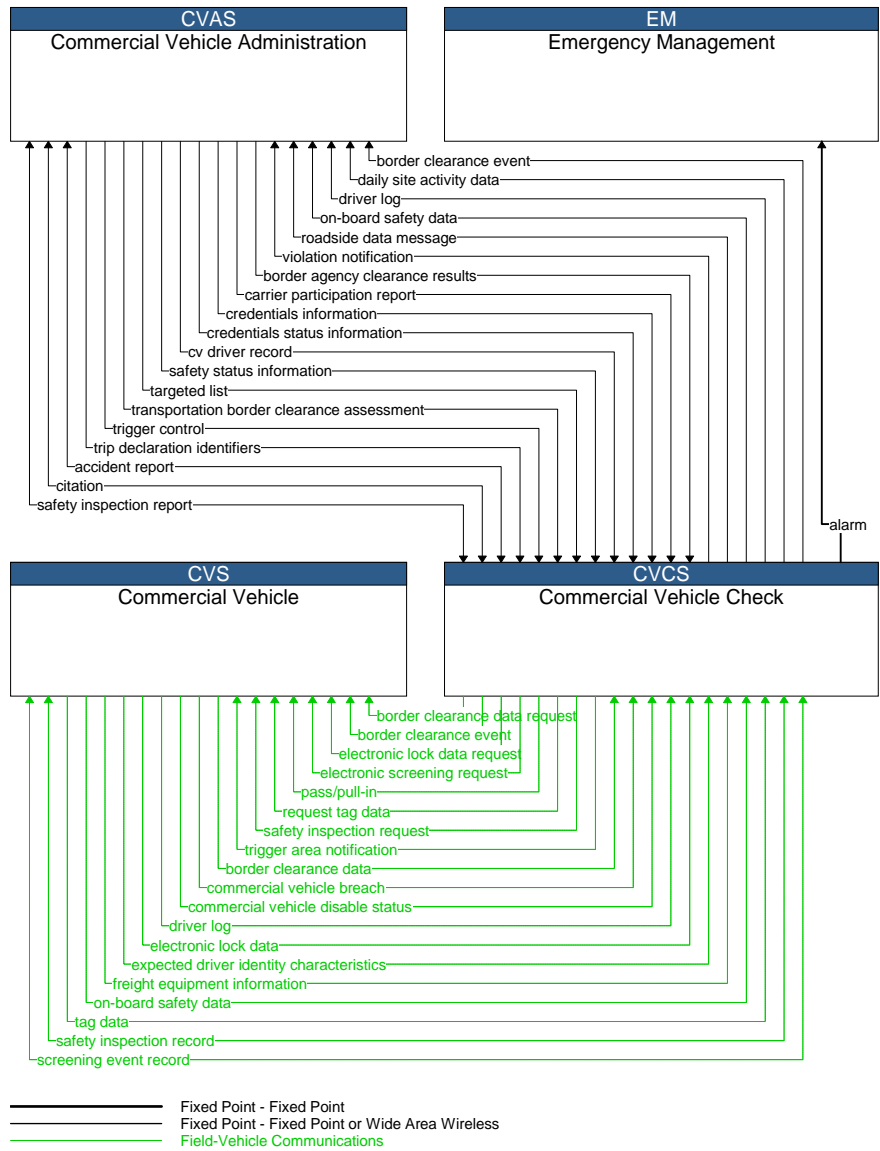 CVAS
Commercial Vehicle Administration
EM
Emergency Management
border clearance event
daily site activity data
driver log
on-board safety data
roadside data message
violation notification
border agency clearance results
carrier participation report
credentials information
credentials status information
cv driver record
safety status information
targeted list
transportation border clearance assessment
trigger control
trip declaration identifiers
accident report
citation
safety inspection report
alarm
CVS
Commercial Vehicle
CVCS
Commercial Vehicle Check
border clearance data request
border clearance event
electronic lock data request
electronic screening request
pass/pull-in
request tag data
safety inspection request
trigger area notification
border clearance data
commercial vehicle breach
commercial vehicle disable status
driver log
electronic lock data
expected driver identity characteristics
freight equipment information
on-board safety data
tag data
safety inspection record
screening event record
Fixed Point - Fixed Point
Fixed Point - Fixed Point or Wide Area Wireless
Field-Vehicle Communications